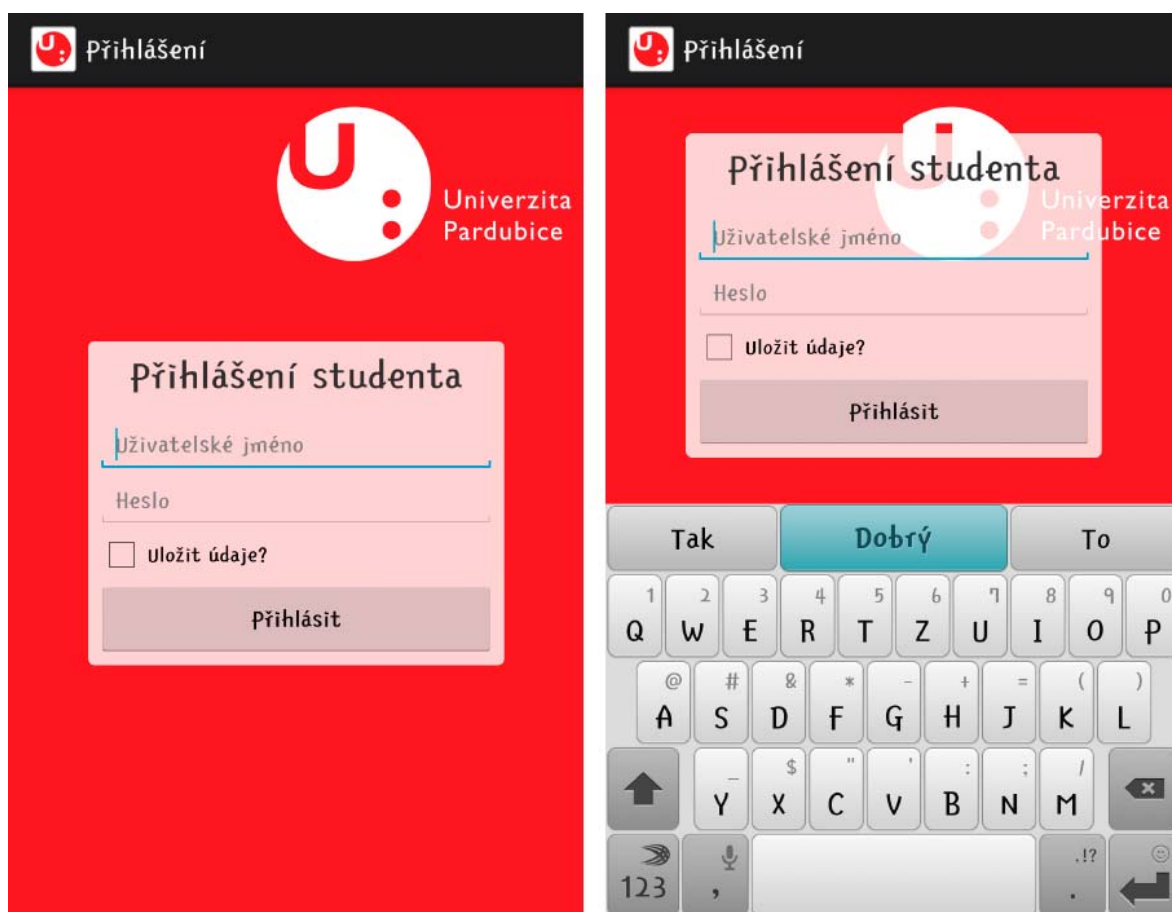 Přihlášení
U:
Univerzita
Pardubice
Přihlášení studenta
Uživatelské jméno
Heslo
Uložit údaje?
Přihlásit
Přihlášení
Přihlášení studenta
Univerzita
Pardubice
Uživatelské jméno
Heslo
Uložit údaje?
Přihlásit
Tak Dobrý To
1 2 3 4 5 6 7 8 9 0
Q W E R T Z U I O P
@ # & * - + = ( )
A S D F G H J K L
_ $ " ' : ; /
Y X C V B N M
.!?
123 , .